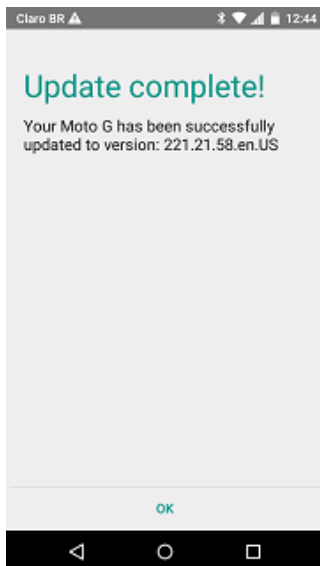 Claro BR 12:44
Update complete!
Your Moto G has been successfully
updated to version: 221.21.58.en.US
OK